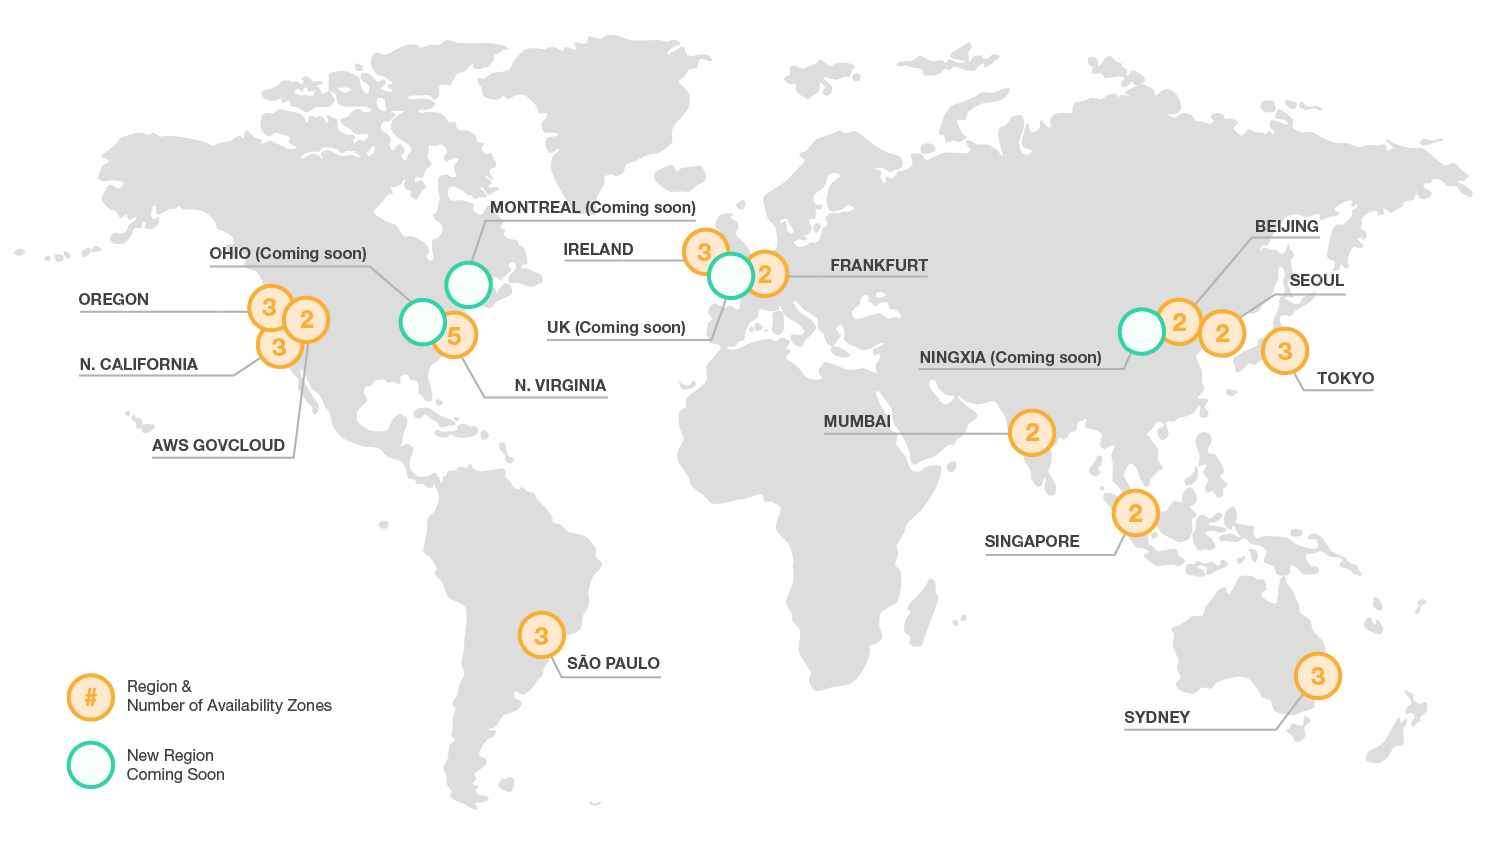 MONTREAL (Coming soon)
OHIO (Coming soon)
IRELAND
3
FRANKFURT
2
BEIJING
SEOUL
OREGON
3
2
3
N. CALIFORNIA
5
N. VIRGINIA
UK (Coming soon)
NINGXIA (Coming soon)
2
2
3
TOKYO
AWS GOVCLOUD
MUMBAI
2
SINGAPORE
2
3
SÃO PAULO
3
SYDNEY
#
Region &
Number of Availability Zones
New Region
Coming Soon